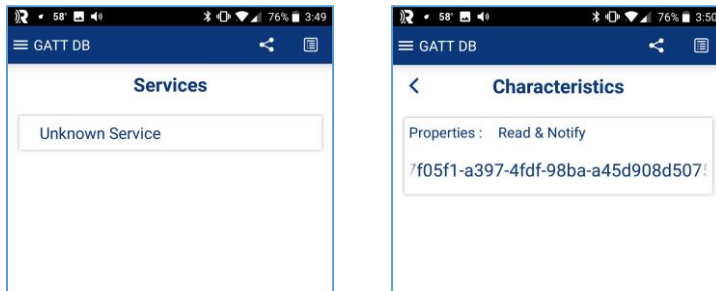 58° 76% 3:49
GATT DB
Services
Unknown Service
58° 76% 3:50
GATT DB
Characteristics
Properties : Read & Notify
7f05f1-a397-4fdf-98ba-a45d908d507